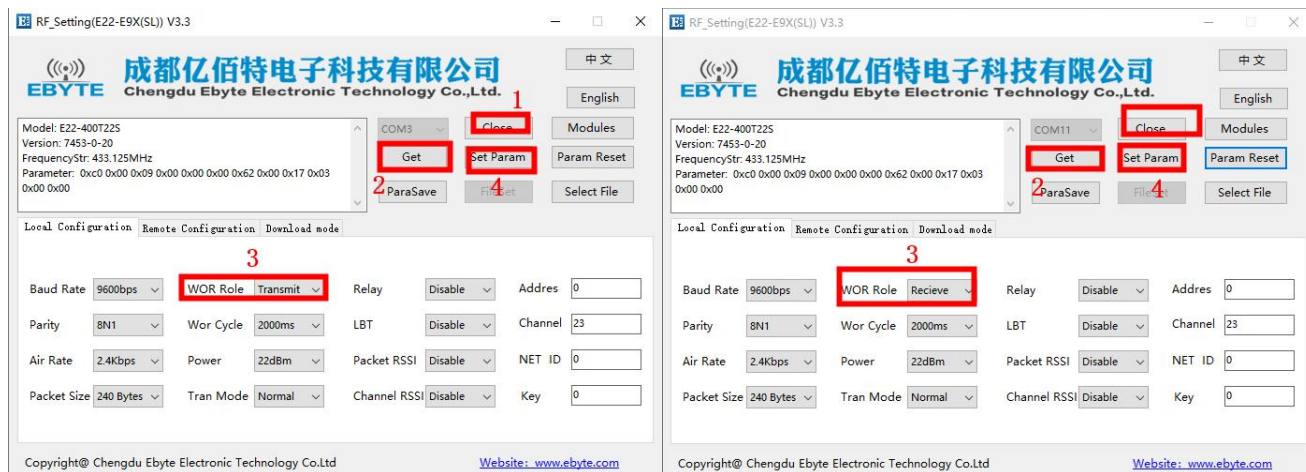 RF_Setting(E22-E9X(SL)) V3.3
成都亿佰特电子科技有限公司
EBYTE Chengdu Ebyte Electronic Technology Co.,Ltd.
中文
English
1
Model: E22-400T22S
Version: 7453-0-20
FrequencyStr: 433.125MHz
Parameter: 0xc0 0x00 0x09 0x00 0x00 0x00 0x62 0x00 0x17 0x03
0x00 0x00
COM3 Close Modules
Get Set Param Param Reset
2 4
ParaSave FileSet Select File
Local Configuration Remote Configuration Download mode
3
Baud Rate 9600bps WOR Role Transmit Relay Disable Addres 0
Parity 8N1 Wor Cycle 2000ms LBT Disable Channel 23
Air Rate 2.4Kbps Power 22dBm Packet RSSI Disable NET ID 0
Packet Size 240 Bytes Tran Mode Normal Channel RSSI Disable Key 0
Copyright@ Chengdu Ebyte Electronic Technology Co.Ltd Website: www.ebyte.com
RF_Setting(E22-E9X(SL)) V3.3
成都亿佰特电子科技有限公司
EBYTE Chengdu Ebyte Electronic Technology Co.,Ltd.
中文
English
Model: E22-400T22S
Version: 7453-0-20
FrequencyStr: 433.125MHz
Parameter: 0xc0 0x00 0x09 0x00 0x00 0x00 0x62 0x00 0x17 0x03
0x00 0x00
COM11 Close Modules
Get Set Param Param Reset
2 4
ParaSave FileSet Select File
Local Configuration Remote Configuration Download mode
3
Baud Rate 9600bps WOR Role Recieve Relay Disable Addres 0
Parity 8N1 Wor Cycle 2000ms LBT Disable Channel 23
Air Rate 2.4Kbps Power 22dBm Packet RSSI Disable NET ID 0
Packet Size 240 Bytes Tran Mode Normal Channel RSSI Disable Key 0
Copyright@ Chengdu Ebyte Electronic Technology Co.Ltd Website: www.ebyte.com